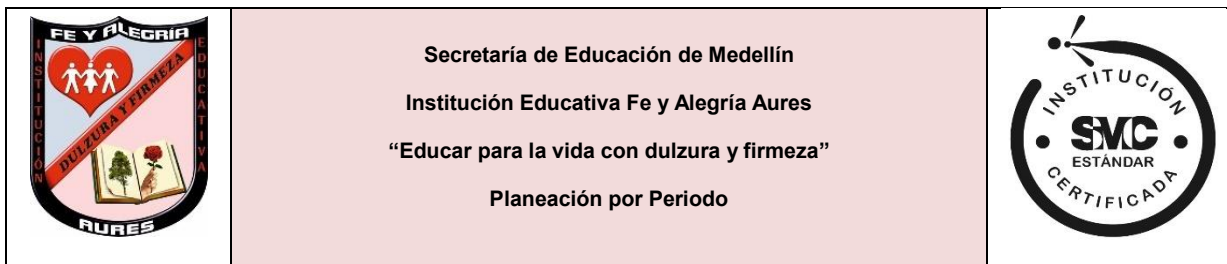 FE Y ALEGRÍA
INSTITUCIÓN
EDUCATIVA
DULZURA Y FIRMEZA
AURES
Secretaría de Educación de Medellín
Institución Educativa Fe y Alegría Aures
“Educar para la vida con dulzura y firmeza”
Planeación por Periodo
INSTITUCIÓN
SMC
ESTÁNDAR
CERTIFICADA